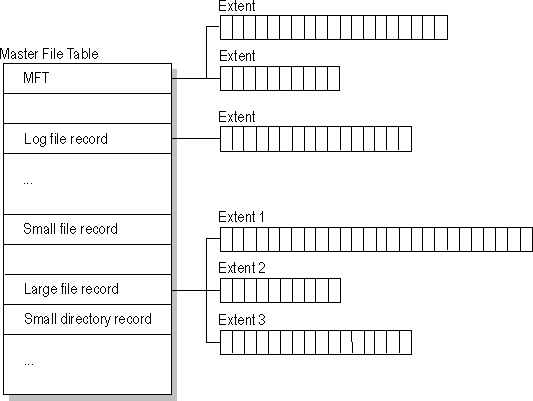 Extent
Master File Table
Extent
MFT
Extent
Log file record
...
Extent 1
Small file record
Extent 2
Large file record
Small directory record
Extent 3
...